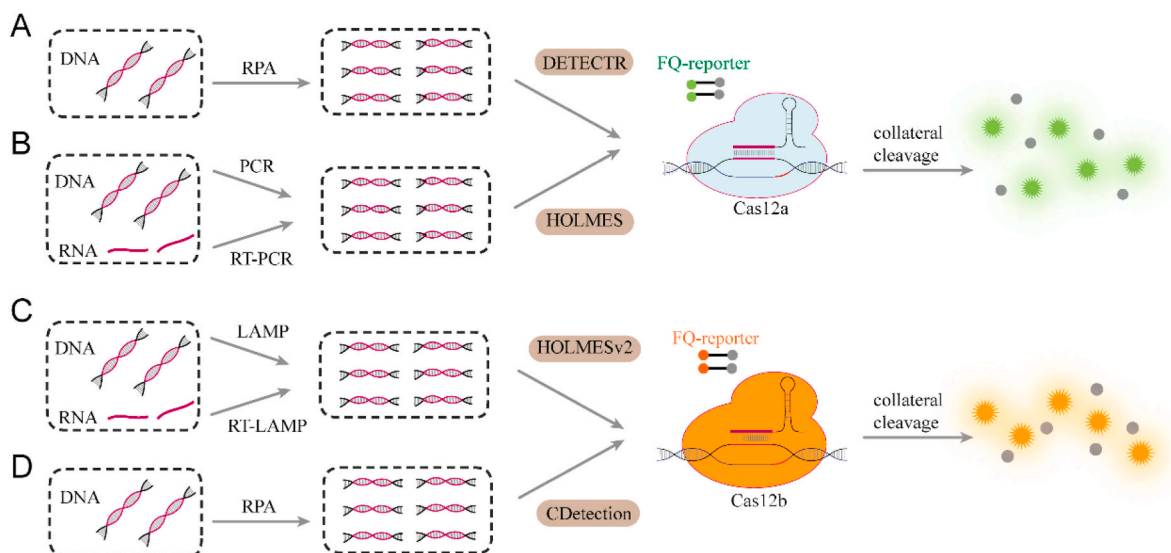 A
DNA
RPA
DETECTR
FQ-reporter
collateral
cleavage
B
DNA
PCR
RNA
RT-PCR
HOLMES
Cas12a
C
DNA
LAMP
RNA
RT-LAMP
HOLMESv2
FQ-reporter
collateral
cleavage
D
DNA
RPA
CDetection
Cas12b